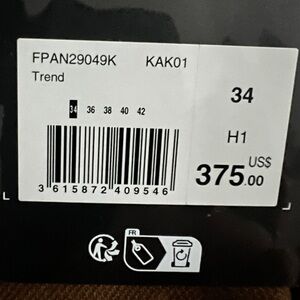 FPAN29049K KAK01
Trend
34 36 38 40 42
34
H1
US$
375.00
3 615872 409546
FR